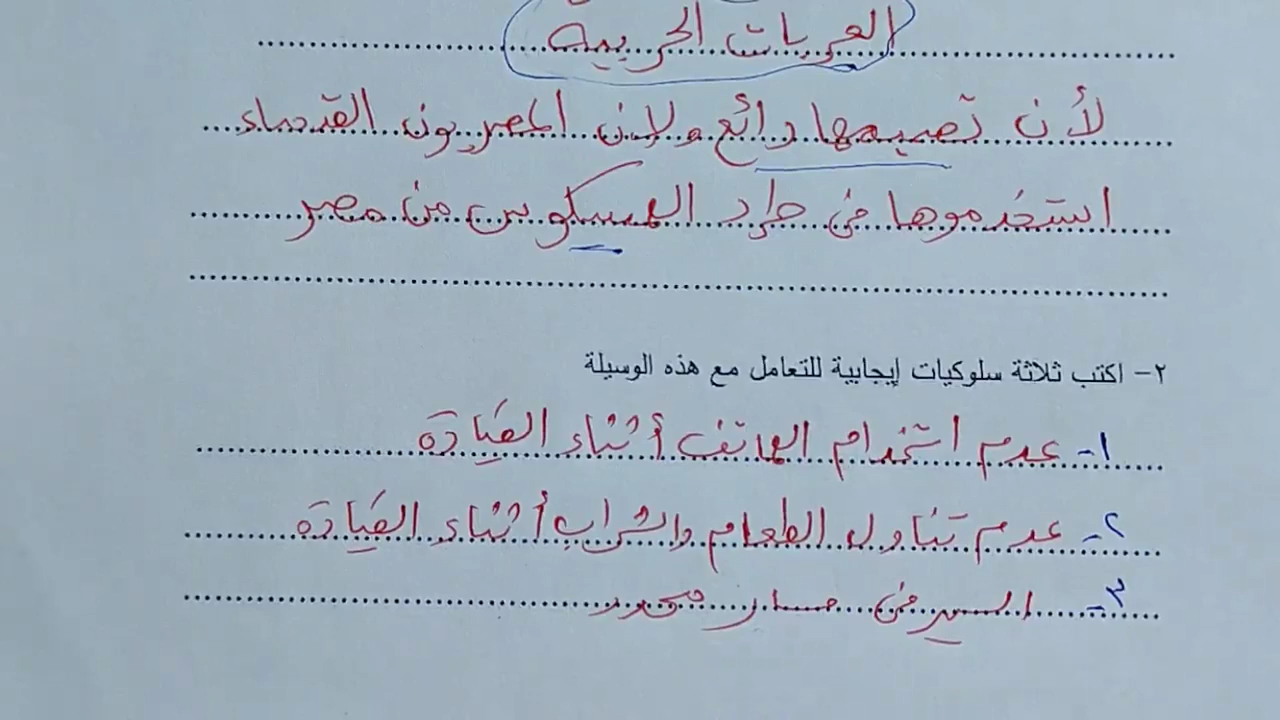 العربات الحربية
لأن تصميمها رائع ولأن المصريون القدماء
استخدموها في طرد الهكسوس من مصر
٢- اكتب ثلاثة سلوكيات إيجابية للتعامل مع هذه الوسيلة
١- عدم استخدام الهاتف أثناء القيادة
٢- عدم تناول الطعام والشراب أثناء القيادة
٣- السير في مسار محدد